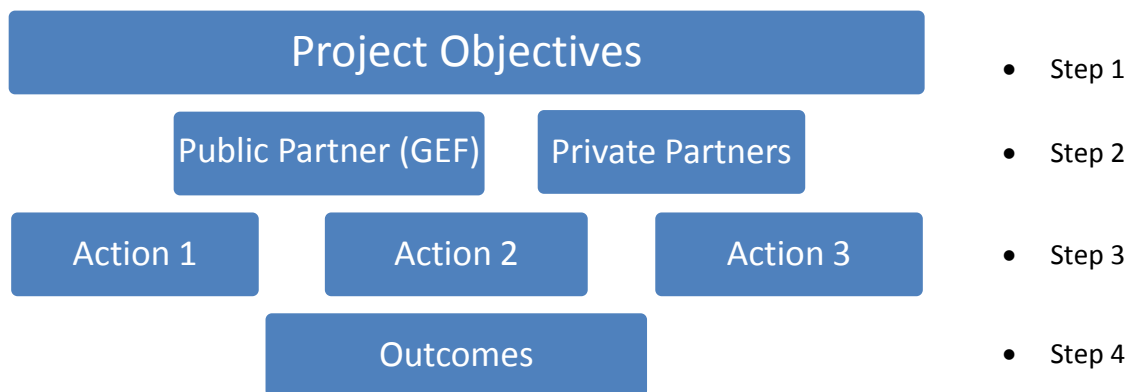 Project Objectives
• Step 1
Public Partner (GEF) Private Partners
• Step 2
Action 1 Action 2 Action 3
• Step 3
Outcomes
• Step 4